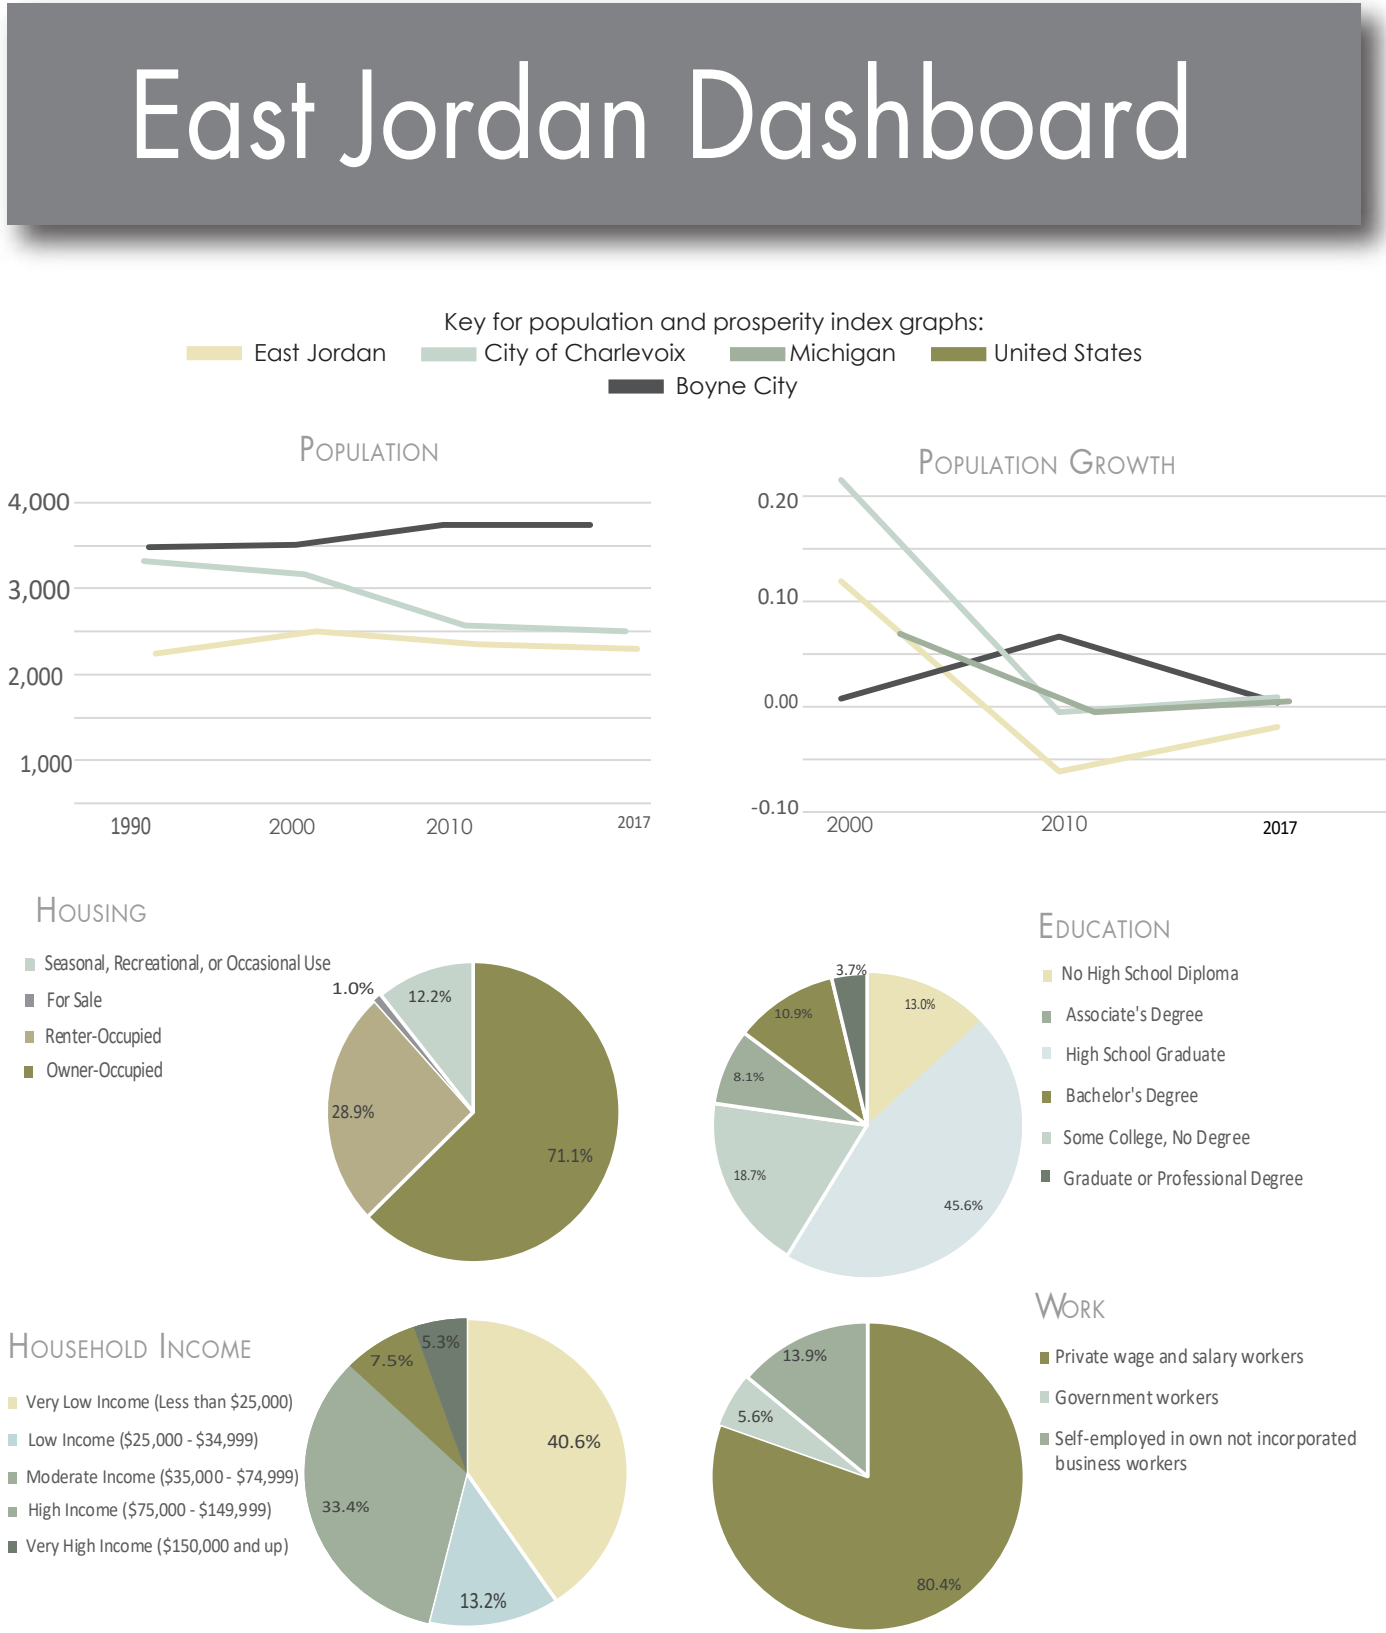 East Jordan Dashboard
Key for population and prosperity index graphs:
East Jordan City of Charlevoix Michigan United States
Boyne City
Population
4,000
3,000
2,000
1,000
1990 2000 2010 2017
Population Growth
0.20
0.10
0.00
-0.10
2000 2010 2017
Housing
Seasonal, Recreational, or Occasional Use
For Sale
Renter-Occupied
Owner-Occupied
1.0%
12.2%
28.9%
71.1%
Education
No High School Diploma
Associate's Degree
High School Graduate
Bachelor's Degree
Some College, No Degree
Graduate or Professional Degree
3.7%
13.0%
10.9%
8.1%
18.7%
45.6%
Household Income
Very Low Income (Less than $25,000)
Low Income ($25,000 - $34,999)
Moderate Income ($35,000 - $74,999)
High Income ($75,000 - $149,999)
Very High Income ($150,000 and up)
5.3%
7.5%
40.6%
33.4%
13.2%
Work
Private wage and salary workers
Government workers
Self-employed in own not incorporated
business workers
13.9%
5.6%
80.4%